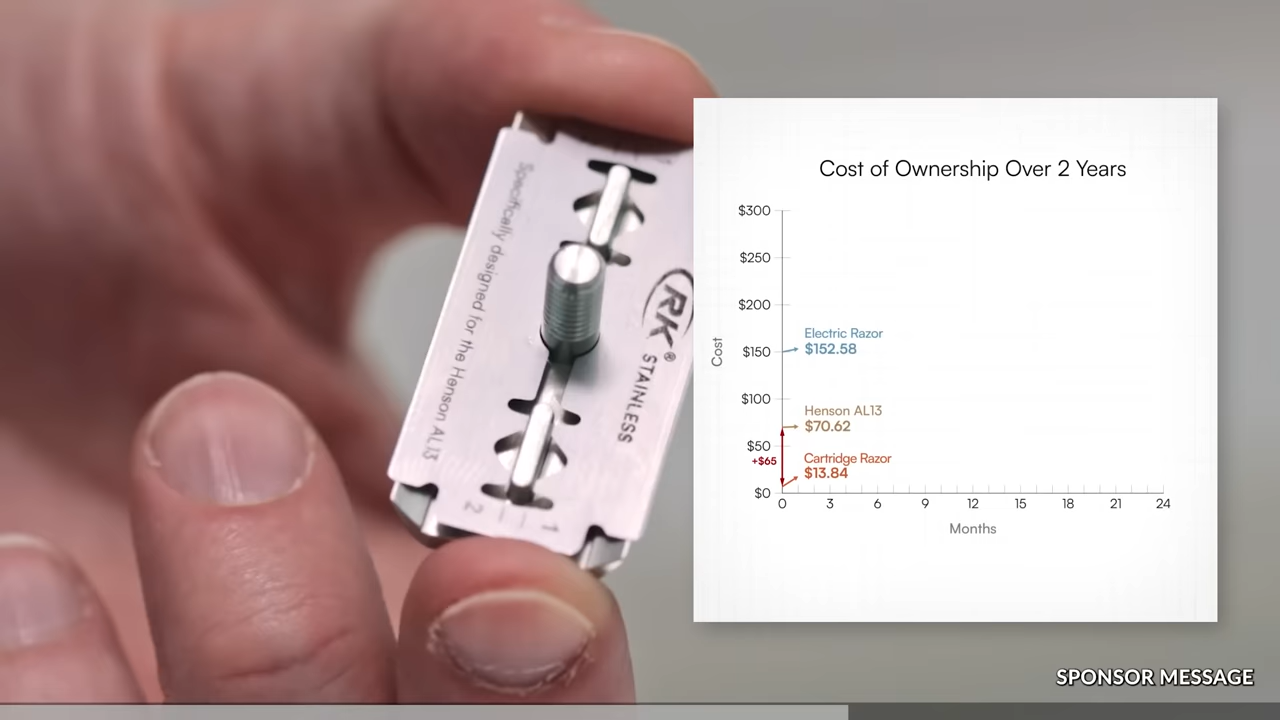 Specifically designed for the Henson AL13
RK®
STAINLESS
2
1
Cost of Ownership Over 2 Years
$300
$250
$200
$150
$100
$50
$0
Cost
Electric Razor
$152.58
Henson AL13
$70.62
+$65
Cartridge Razor
$13.84
0 3 6 9 12 15 18 21 24
Months
SPONSOR MESSAGE